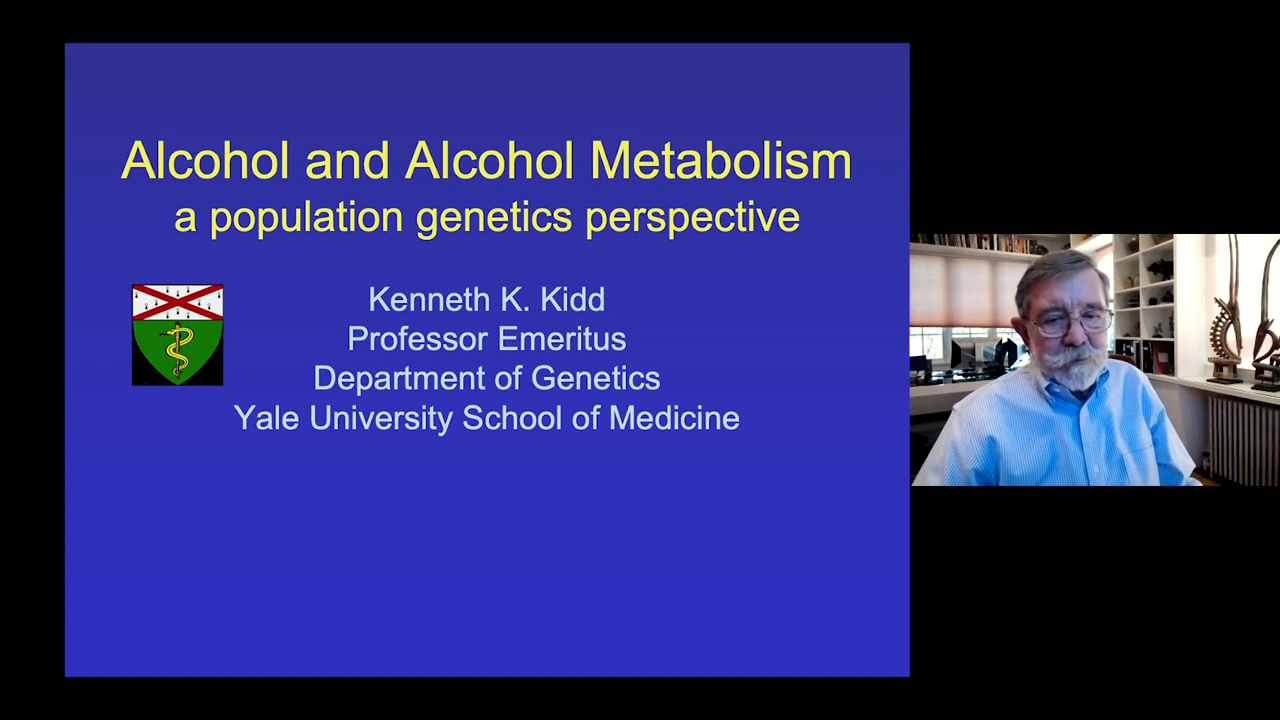 Alcohol and Alcohol Metabolism
a population genetics perspective
Kenneth K. Kidd
Professor Emeritus
Department of Genetics
Yale University School of Medicine